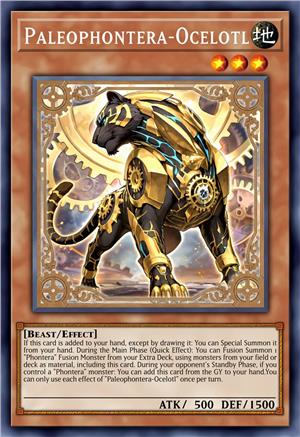 Paleophontera-Ocelotl 地
[Beast/Effect]
If this card is added to your hand, except by drawing it: You can Special Summon it
from your hand. During the Main Phase (Quick Effect): You can Fusion Summon 1
"Phontera" Fusion Monster from your Extra Deck, using monsters from your field or
deck as material, including this card. During your opponent's Standby Phase, if you
control a "Phontera" monster: You can add this card from the GY to your hand.You
can only use each effect of "Paleophontera-Ocelotl" once per turn.
ATK/ 500 DEF/1500